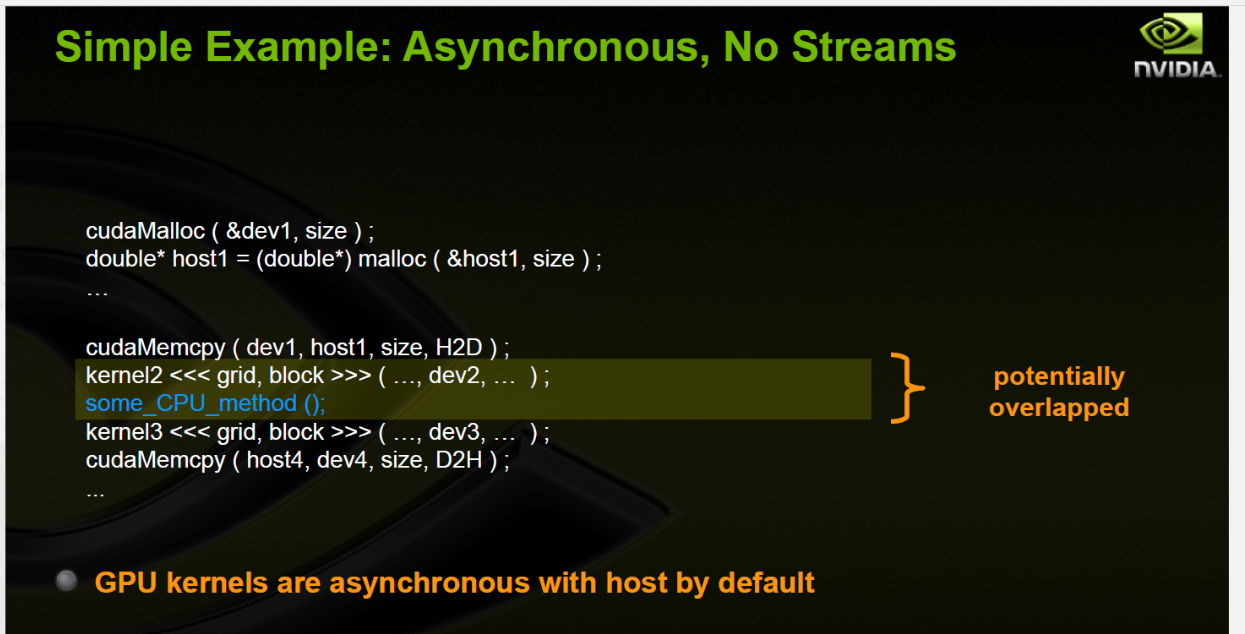 Simple Example: Asynchronous, No Streams
NVIDIA.
cudaMalloc ( &dev1, size ) ;
double* host1 = (double*) malloc ( &host1, size ) ;
…
cudaMemcpy ( dev1, host1, size, H2D ) ;
kernel2 <<< grid, block >>> ( …, dev2, … ) ;
some_CPU_method ();
kernel3 <<< grid, block >>> ( …, dev3, … ) ;
cudaMemcpy ( host4, dev4, size, D2H ) ;
...
potentially
overlapped
GPU kernels are asynchronous with host by default